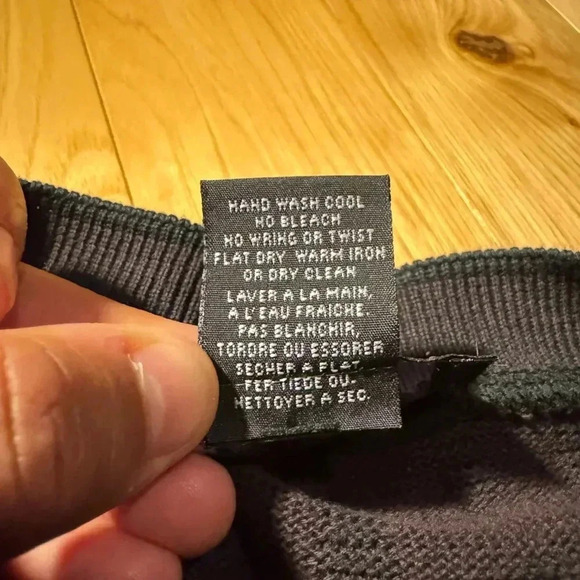 HAND WASH COOL
NO BLEACH
NO WRING OR TWIST
FLAT DRY WARM IRON
OR DRY CLEAN
LAVER A LA MAIN,
A L'EAU FRAICHE.
PAS BLANCHIR,
TORDRE OU ESSORER
SECHER A PLAT
FER TIEDE OU
NETTOYER A SEC.